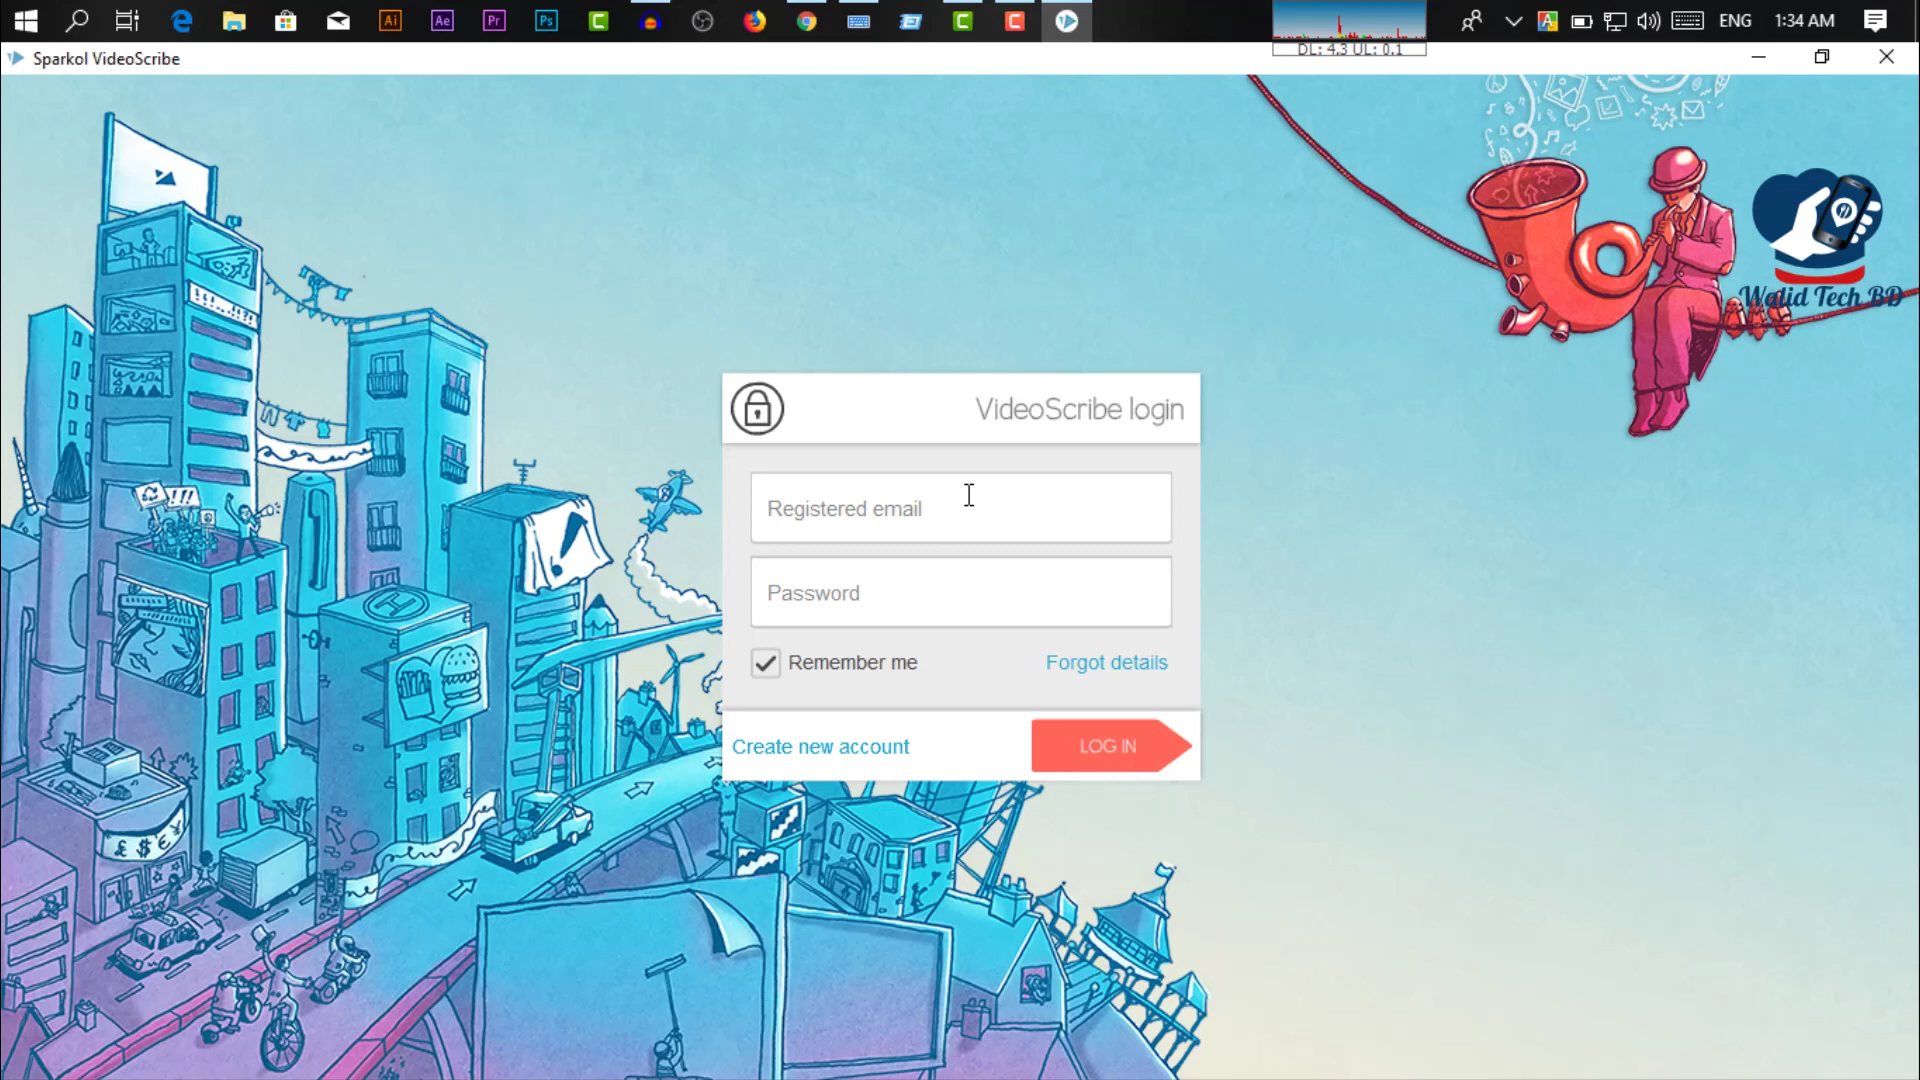 Ai
Ae
Pr
Ps
ENG
1:34 AM
DL: 4.3 UL: 0.1
Sparkol VideoScribe
Walid Tech BD
VideoScribe login
Registered email
Password
Remember me
Forgot details
Create new account
LOG IN
£ $ €
H